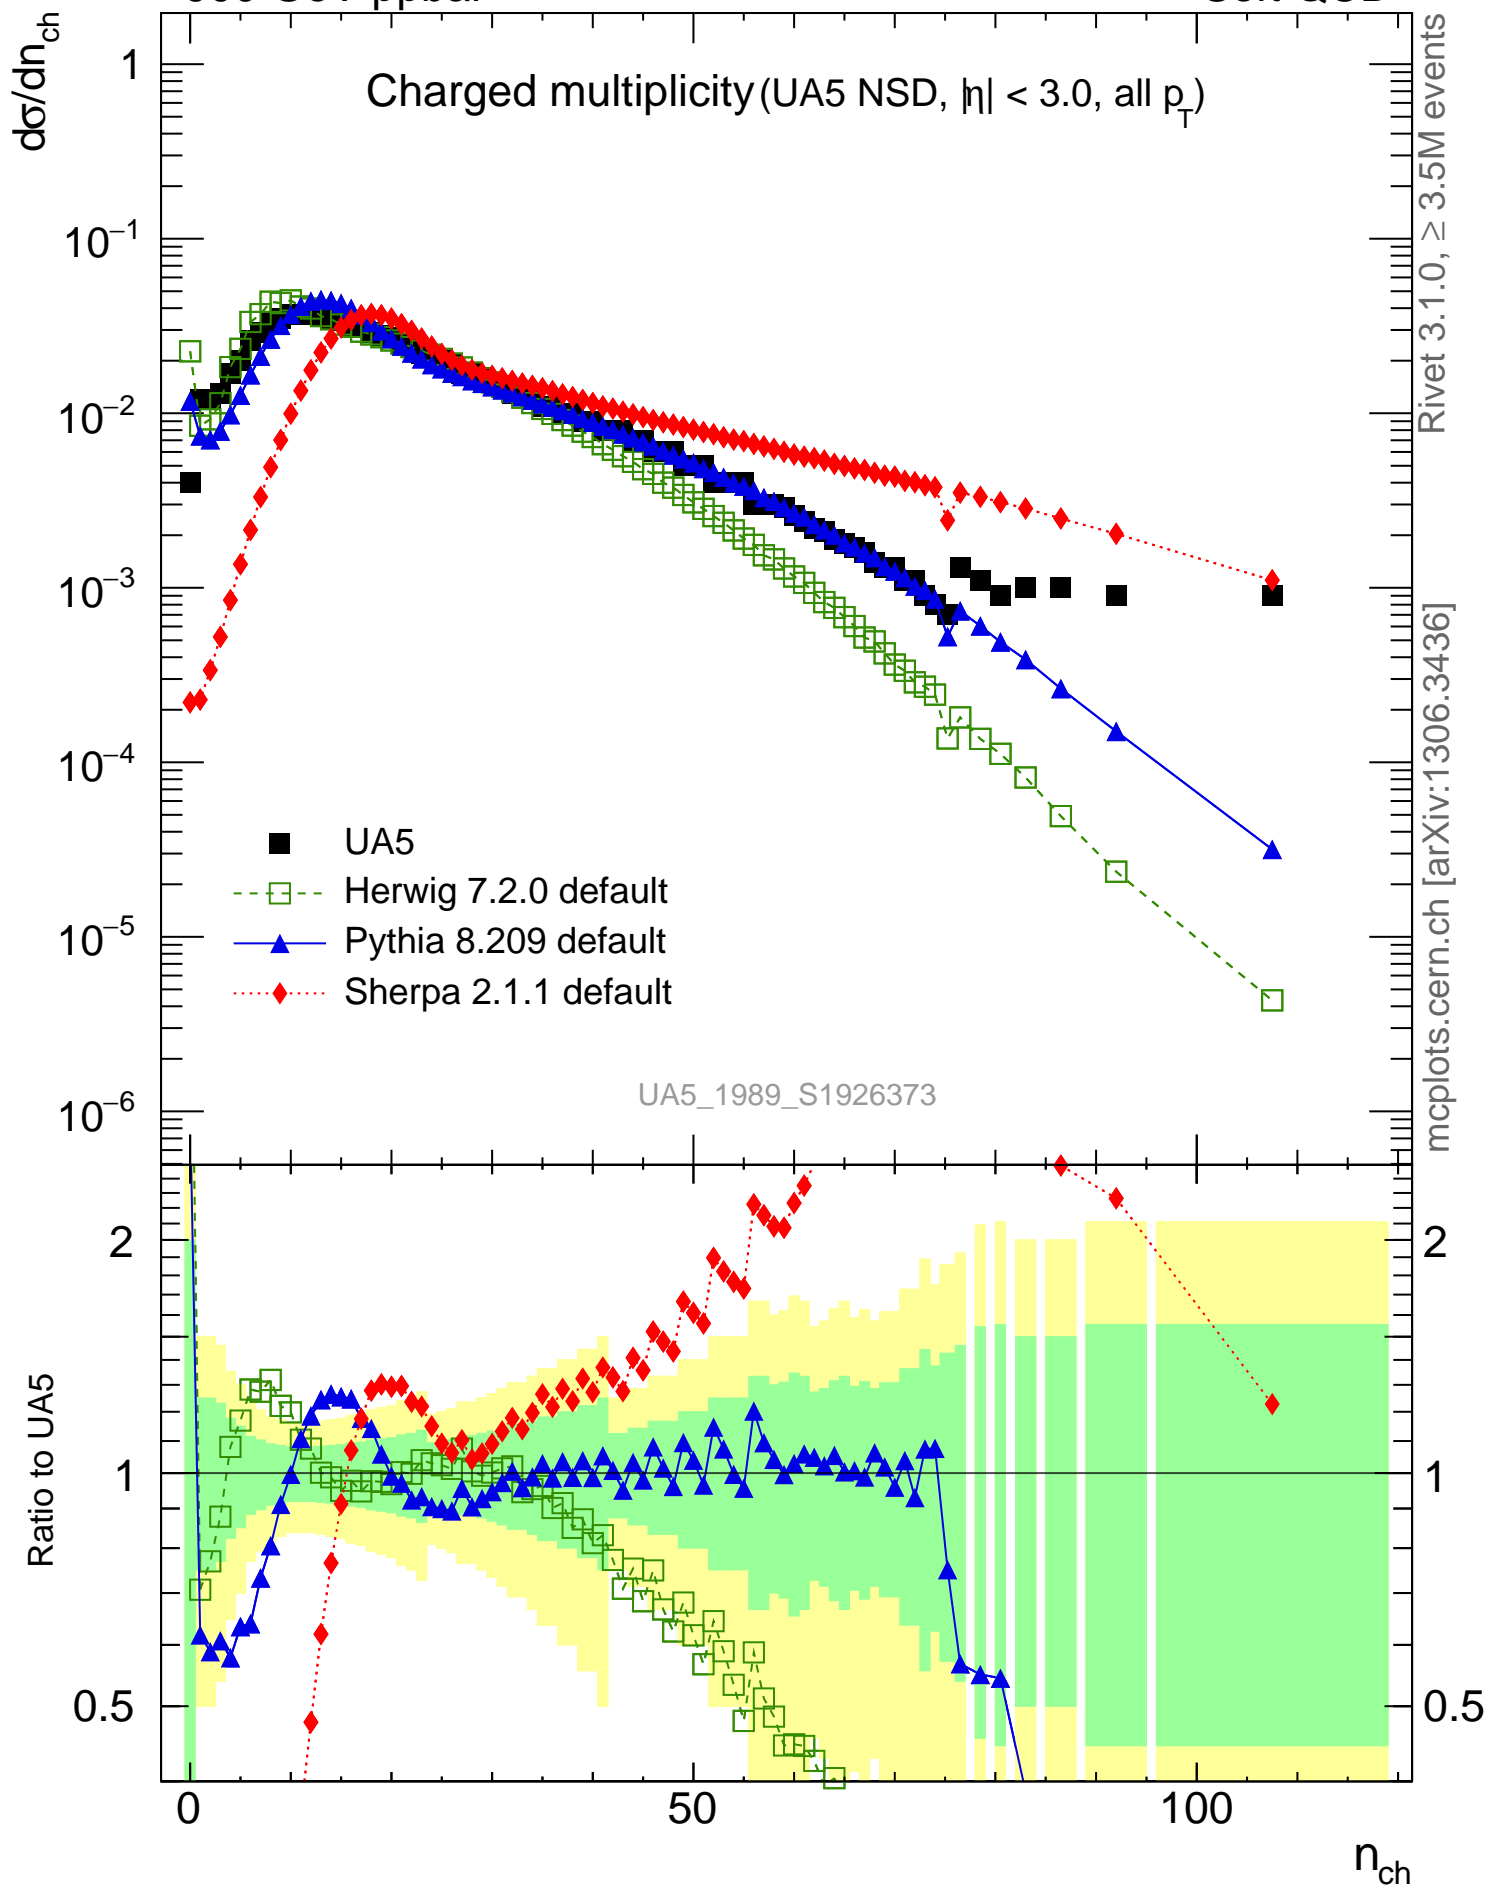 dσ/dn_ch
Charged multiplicity (UA5 NSD, |η| < 3.0, all p_T)
1
10^−1
10^−2
10^−3
10^−4
10^−5
10^−6
UA5
Herwig 7.2.0 default
Pythia 8.209 default
Sherpa 2.1.1 default
UA5_1989_S1926373
Rivet 3.1.0, ≥ 3.5M events
mcplots.cern.ch [arXiv:1306.3436]
Ratio to UA5
2
1
0.5
2
1
0.5
0
50
100
n_ch